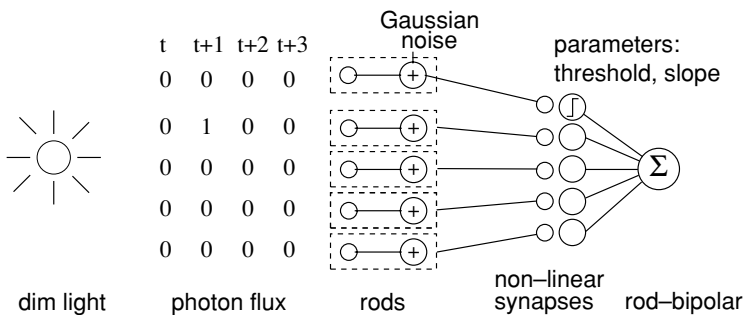 Gaussian
noise
t t+1 t+2 t+3
parameters:
threshold, slope
0 0 0 0
+
0 1 0 0
+
0 0 0 0
+
Σ
0 0 0 0
+
0 0 0 0
+
dim light
photon flux
rods
non–linear
synapses
rod–bipolar